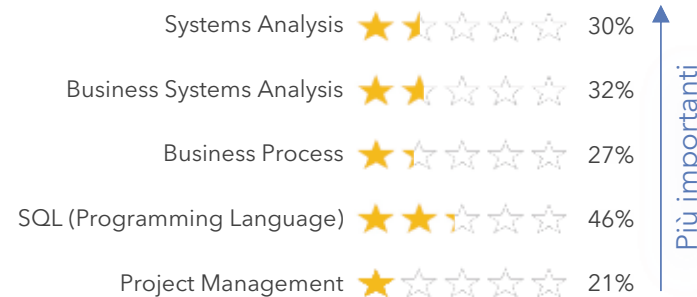 Systems Analysis 30%
Business Systems Analysis 32%
Business Process 27%
SQL (Programming Language) 46%
Project Management 21%
Più importanti